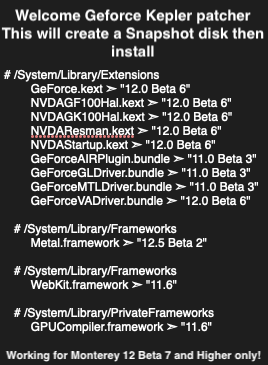 Welcome Geforce Kepler patcher
This will create a Snapshot disk then
install
# /System/Library/Extensions
GeForce.kext ➣ "12.0 Beta 6"
NVDAGF100Hal.kext ➣ "12.0 Beta 6"
NVDAGK100Hal.kext ➣ "12.0 Beta 6"
NVDAResman.kext ➣ "12.0 Beta 6"
NVDAStartup.kext ➣ "12.0 Beta 6"
GeForceAIRPlugin.bundle ➣ "11.0 Beta 3"
GeForceGLDriver.bundle ➣ "11.0 Beta 3"
GeForceMTLDriver.bundle ➣ "11.0 Beta 3"
GeForceVADriver.bundle ➣ "12.0 Beta 6"
# /System/Library/Frameworks
Metal.framework ➣ "12.5 Beta 2"
# /System/Library/Frameworks
WebKit.framework ➣ "11.6"
# /System/Library/PrivateFrameworks
GPUCompiler.framework ➣ "11.6"
Working for Monterey 12 Beta 7 and Higher only!